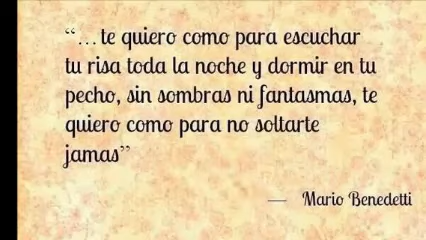 “…te quiero como para escuchar
tu risa toda la noche y dormir en tu
pecho, sin sombras ni fantasmas, te
quiero como para no soltarte
jamas”
— Mario Benedetti